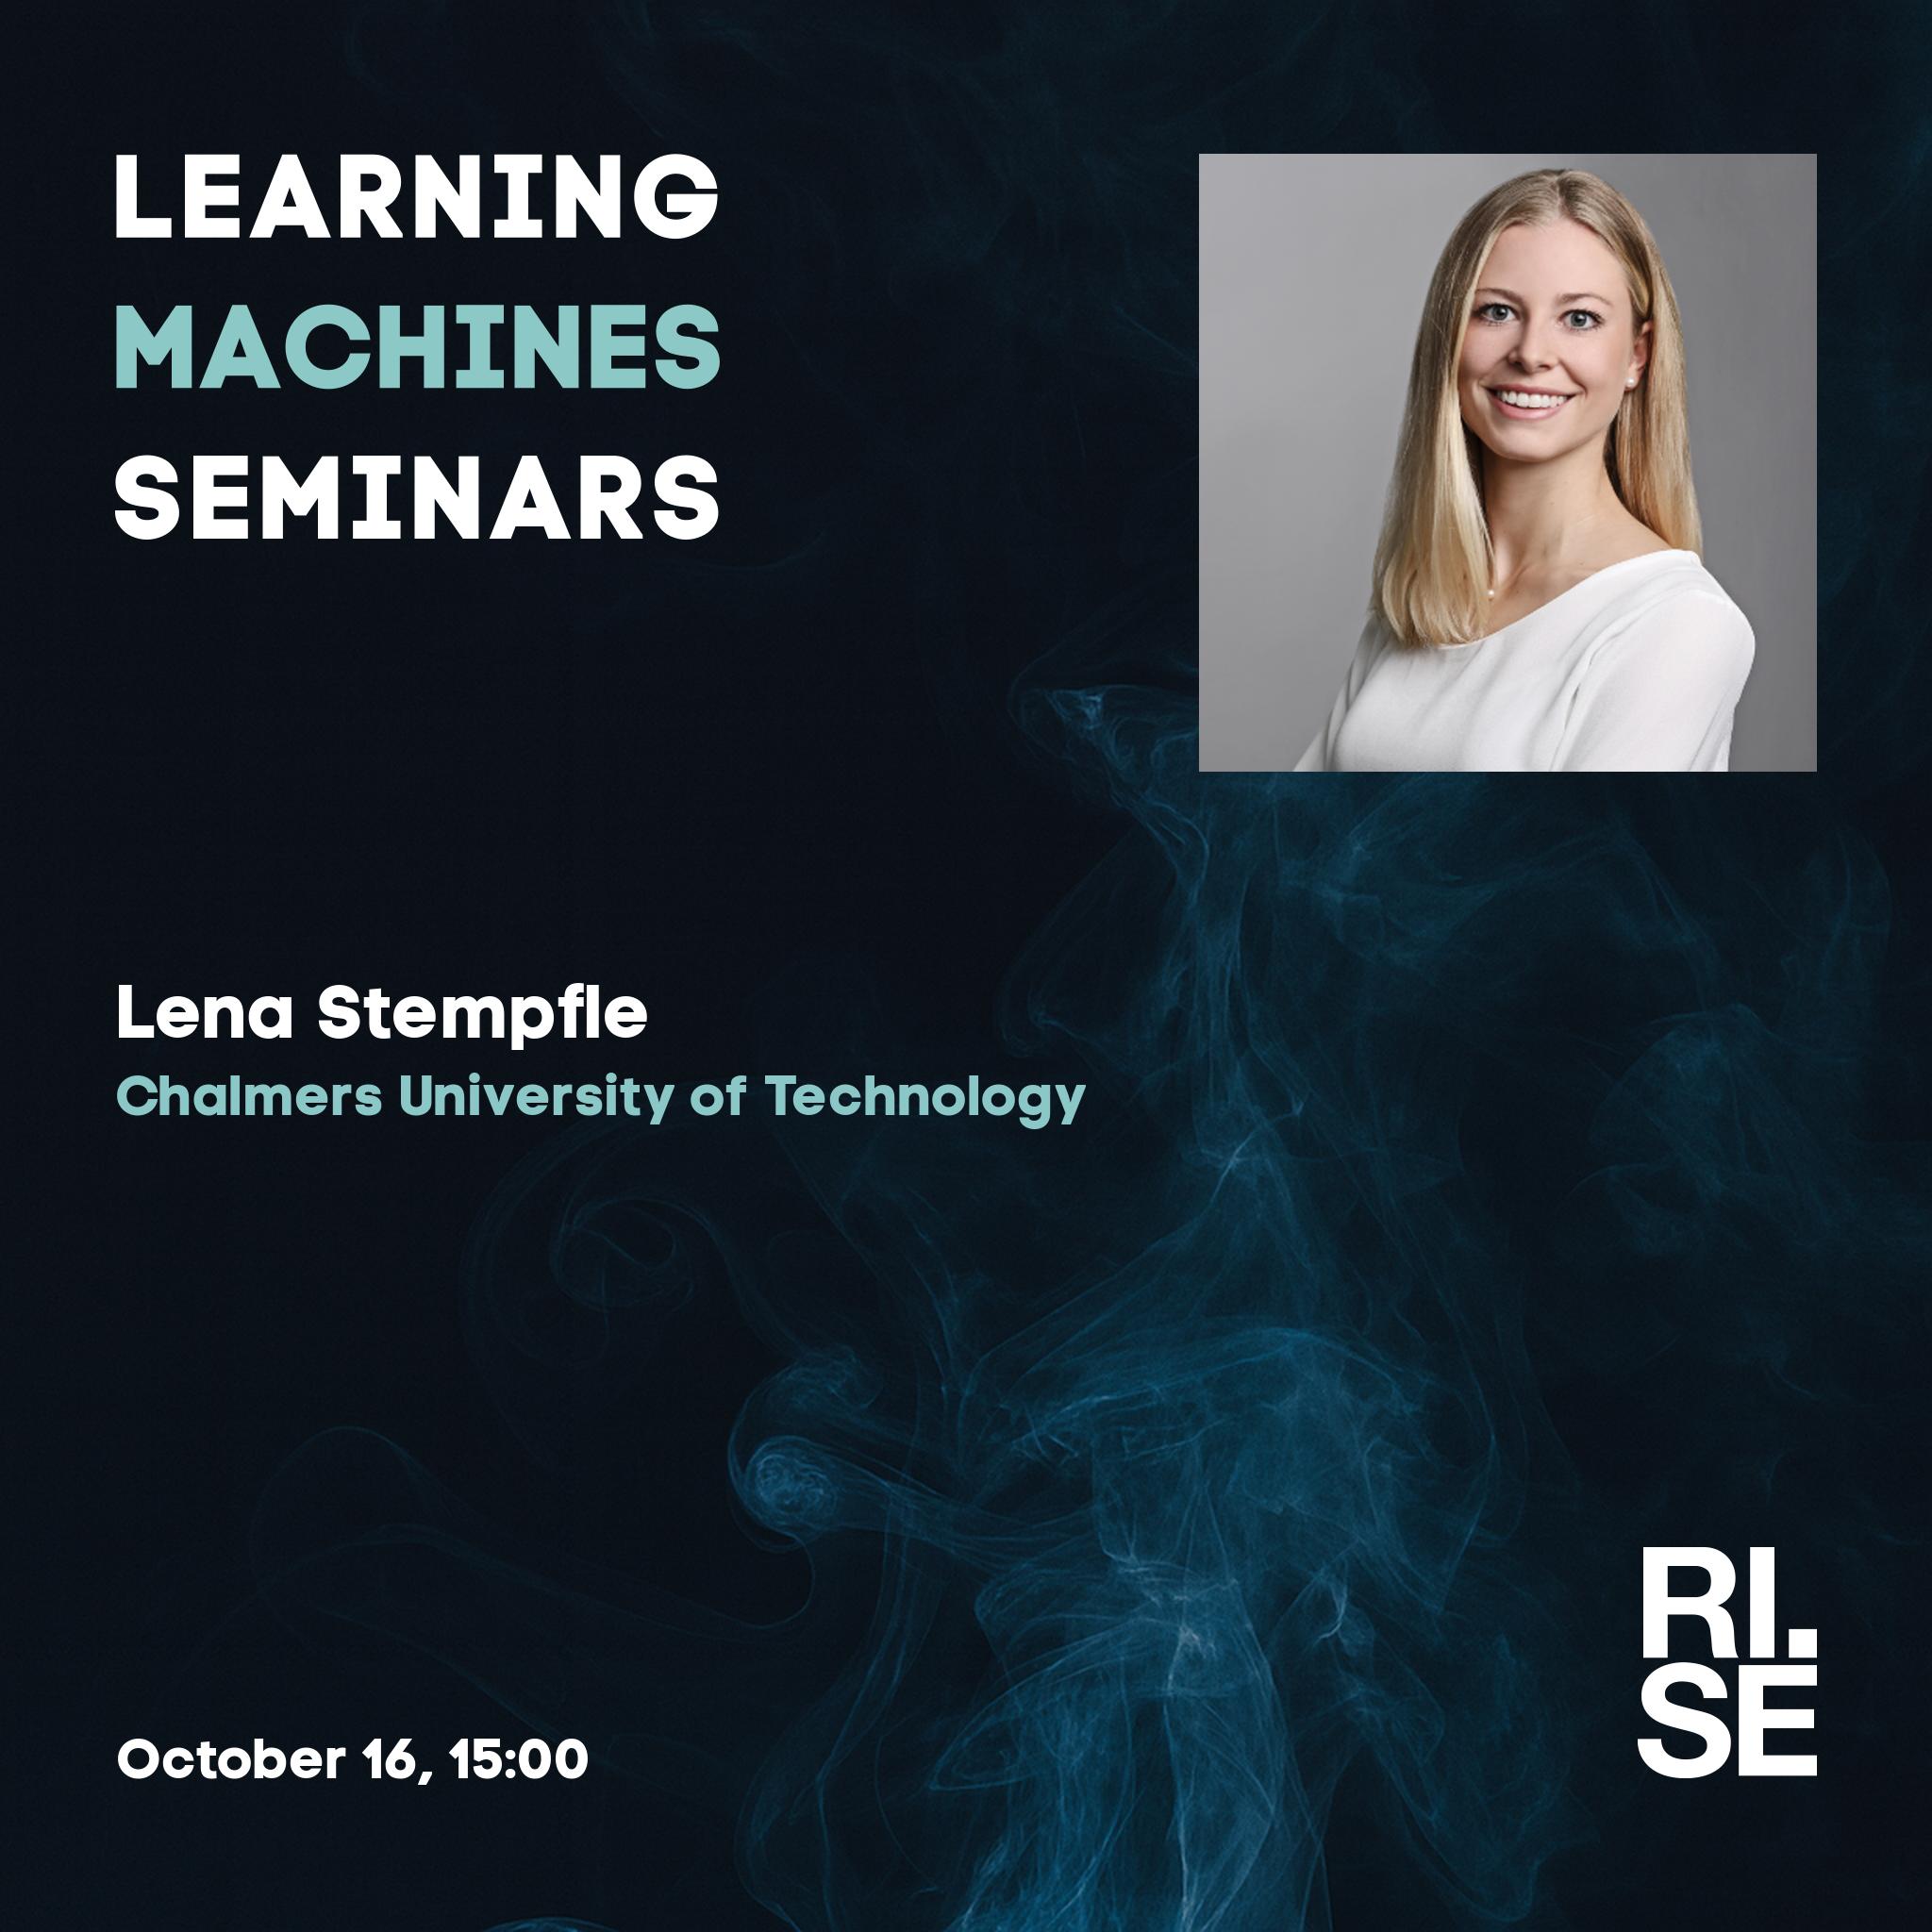 LEARNING
MACHINES
SEMINARS
Lena Stempfle
Chalmers University of Technology
October 16, 15:00
RI.
SE